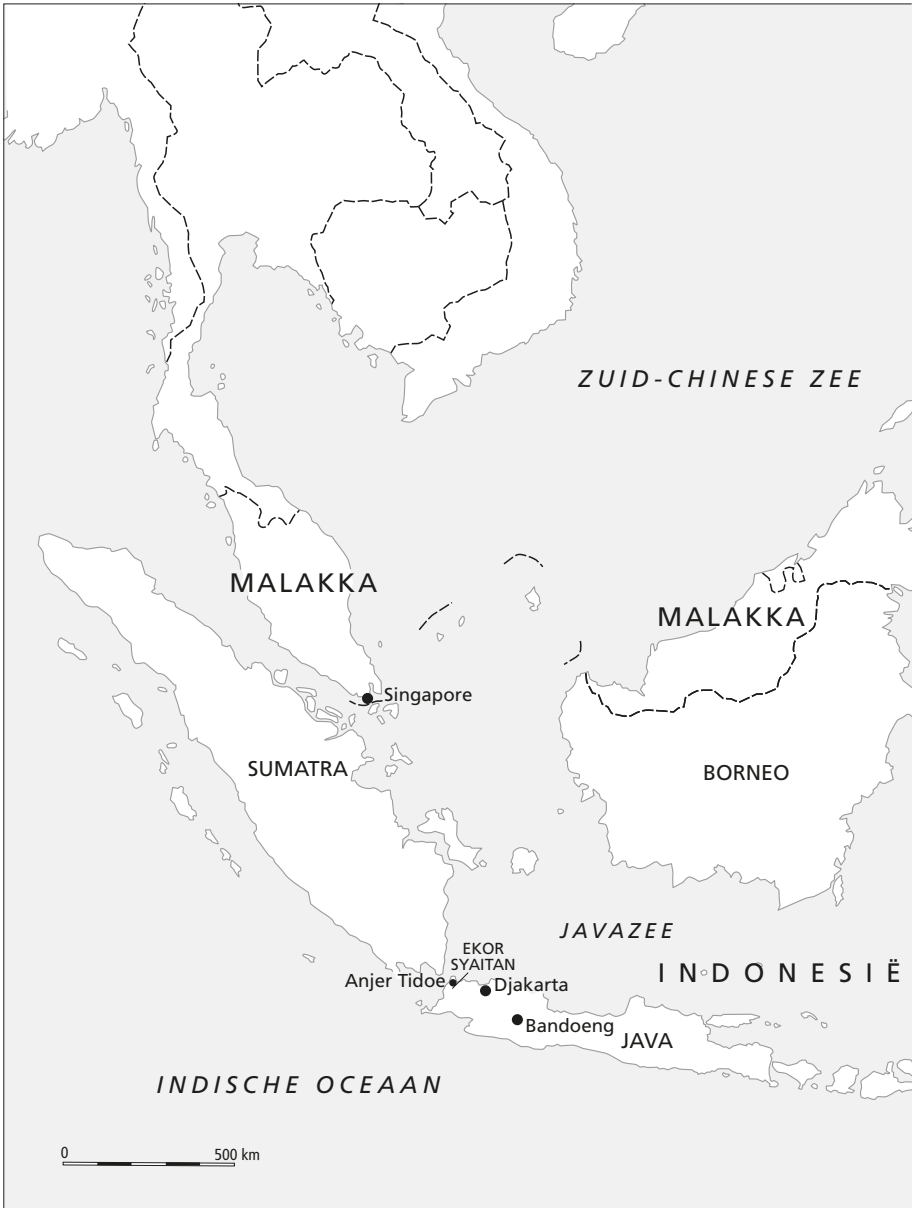 ZUID-CHINESE ZEE
MALAKKA
MALAKKA
Singapore
SUMATRA
BORNEO
JAVAZEE
EKOR
SYAITAN
INDONESIË
Anjer Tidoe
Djakarta
Bandoeng
JAVA
INDISCHE OCEAAN
0 500 km